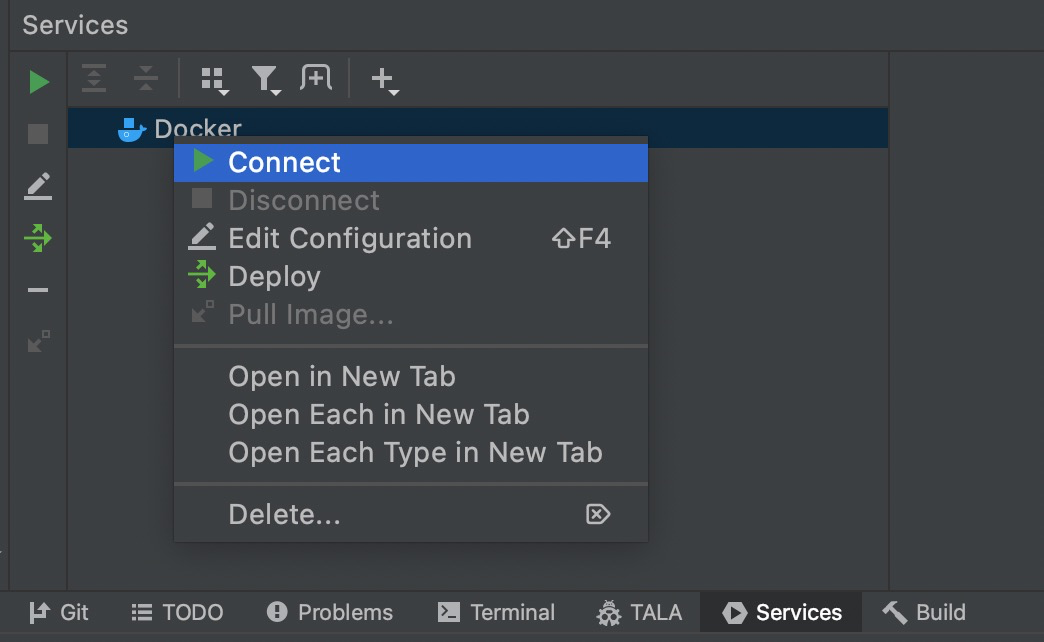 Services
Docker
Connect
Disconnect
Edit Configuration ⇧F4
Deploy
Pull Image...
Open in New Tab
Open Each in New Tab
Open Each Type in New Tab
Delete... ⌦
Git TODO Problems Terminal TALA Services Build